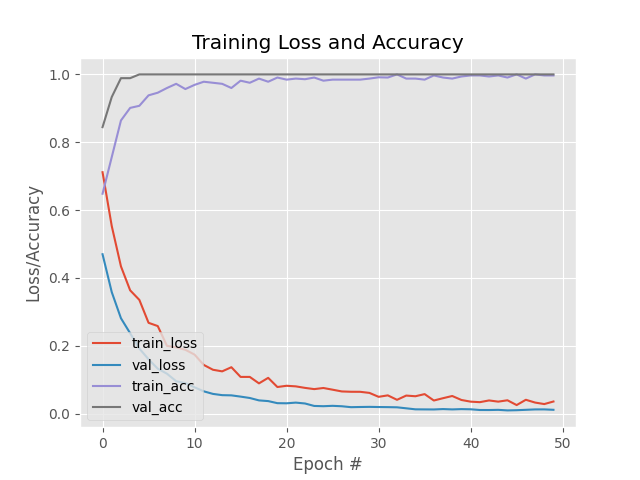 Training Loss and Accuracy
1.0
0.8
0.6
0.4
0.2
0.0
Loss/Accuracy
train_loss
val_loss
train_acc
val_acc
0 10 20 30 40 50
Epoch #